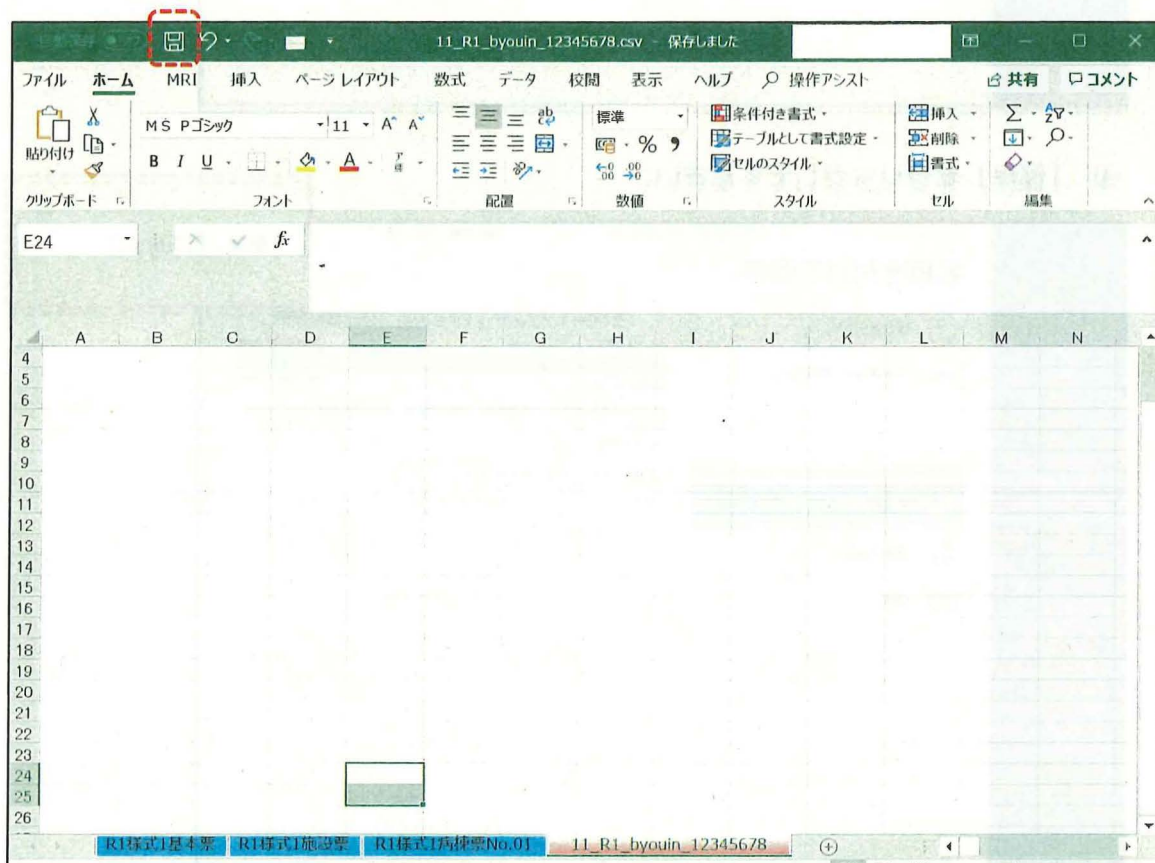 11_R1_byouin_12345678.csv - 保存しました
ファイル ホーム MRI 挿入 ページ レイアウト 数式 データ 校閲 表示 ヘルプ 操作アシスト 共有 コメント
貼り付け
MS Pゴシック 11 A A
B I U A
ab
標準
% 9
条件付き書式
テーブルとして書式設定
セルのスタイル
挿入
削除
書式
クリップボード フォント 配置 数値 スタイル セル 編集
E24 fx
A B C D E F G H I J K L M N
4
5
6
7
8
9
10
11
12
13
14
15
16
17
18
19
20
21
22
23
24
25
26
R1様式1基本票 R1様式1施設票 R1様式1病棟票No.01 11_R1_byouin_12345678